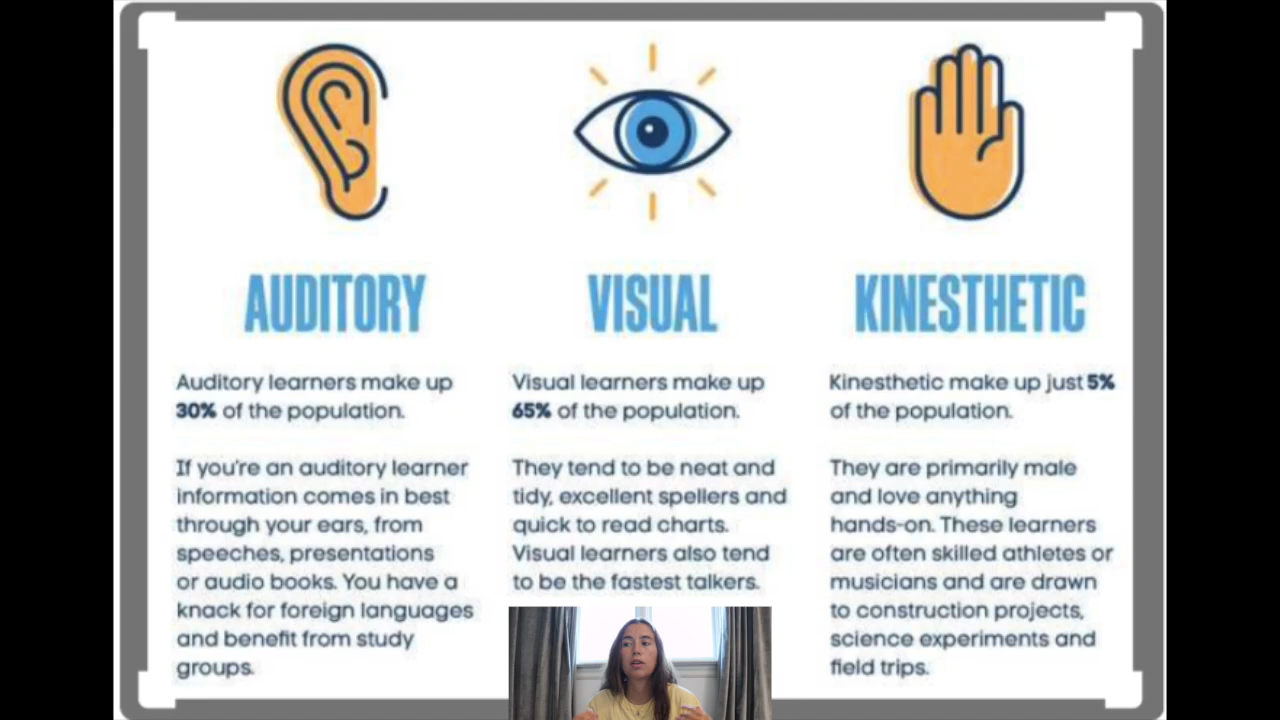 AUDITORY
Auditory learners make up
30% of the population.
If you're an auditory learner
information comes in best
through your ears, from
speeches, presentations
or audio books. You have a
knack for foreign languages
and benefit from study
groups.
VISUAL
Visual learners make up
65% of the population.
They tend to be neat and
tidy, excellent spellers and
quick to read charts.
Visual learners also tend
to be the fastest talkers.
KINESTHETIC
Kinesthetic make up just 5%
of the population.
They are primarily male
and love anything
hands-on. These learners
are often skilled athletes or
musicians and are drawn
to construction projects,
science experiments and
field trips.